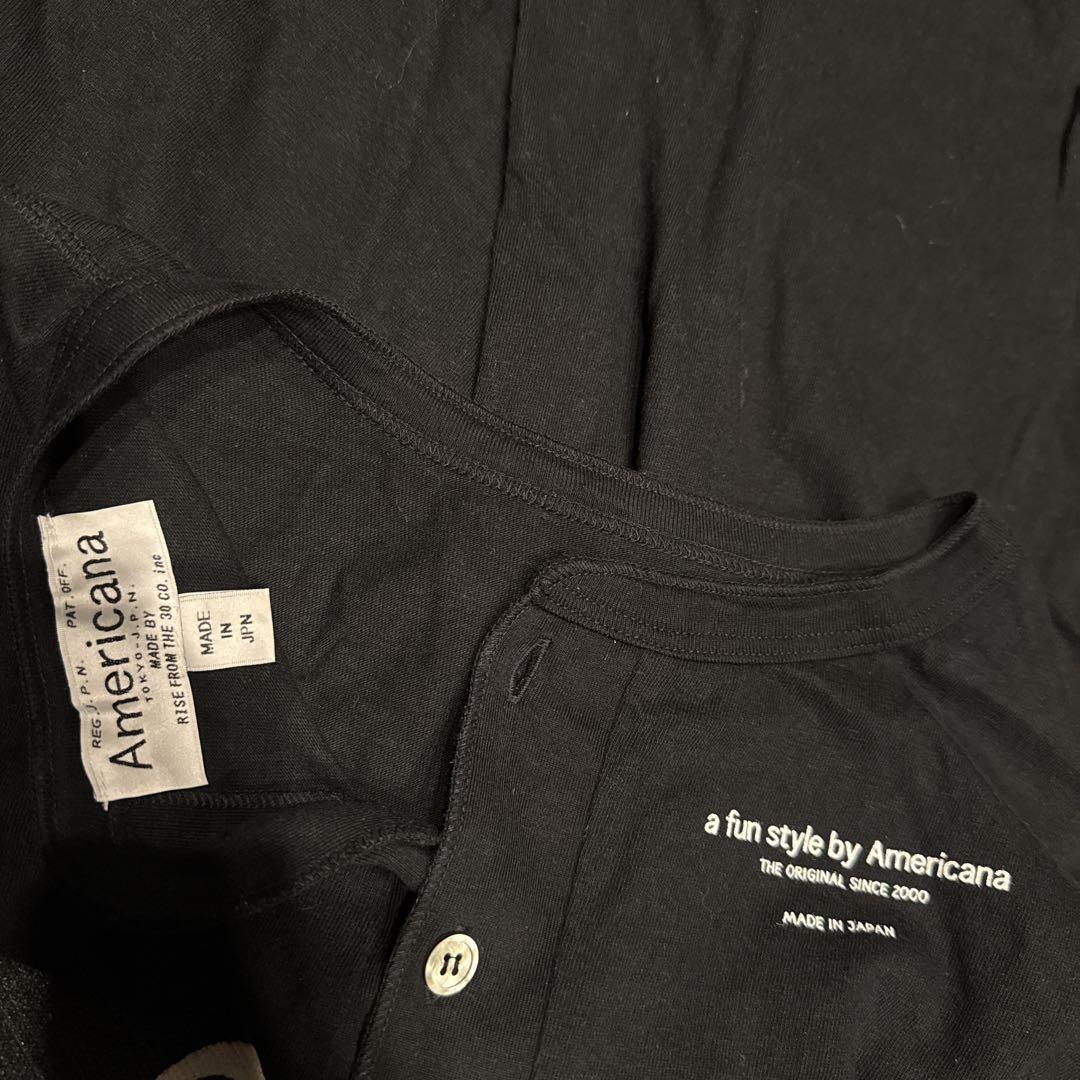 REG. J.P.N. PAT. OFF.
Americana
TOKYO-J.P.N.
MADE BY
RISE FROM THE 30 CO. inc
MADE
IN
JPN
a fun style by Americana
THE ORIGINAL SINCE 2000
MADE IN JAPAN